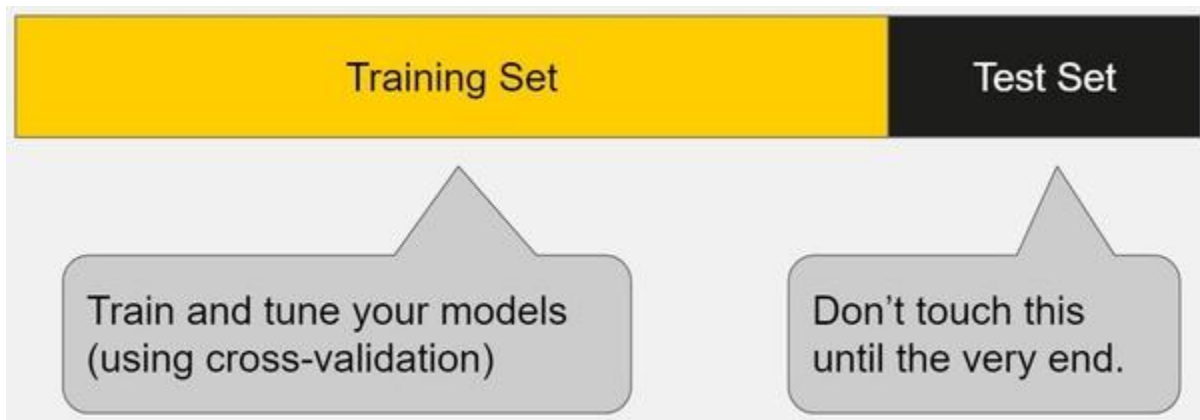 Training Set
Test Set
Train and tune your models
(using cross-validation)
Don’t touch this
until the very end.